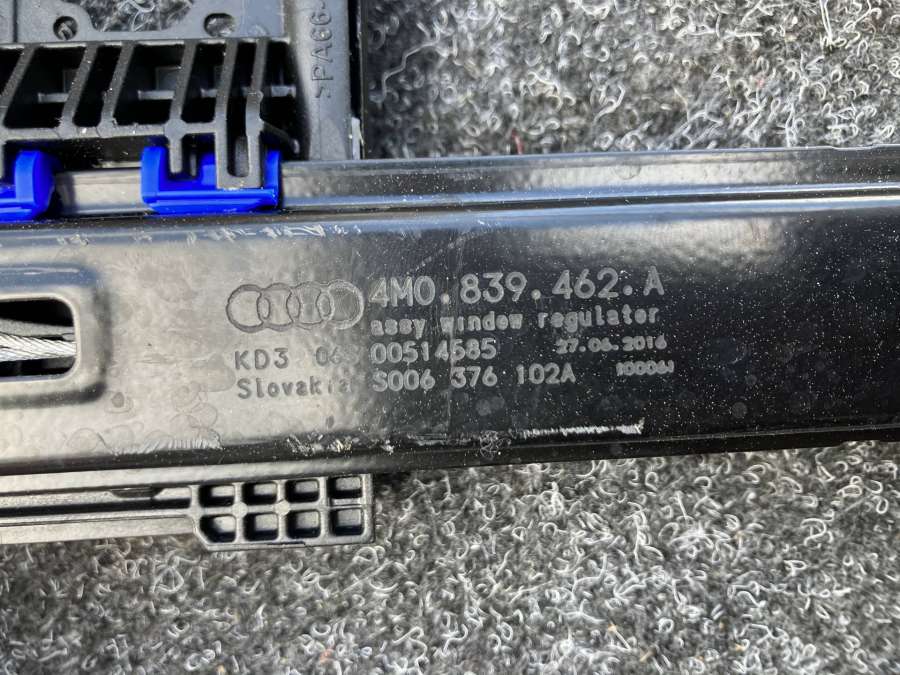 4M0.839.462.A
assy window regulator
KD3 00514585 27.06.2016
Slovakia S006 376 102A